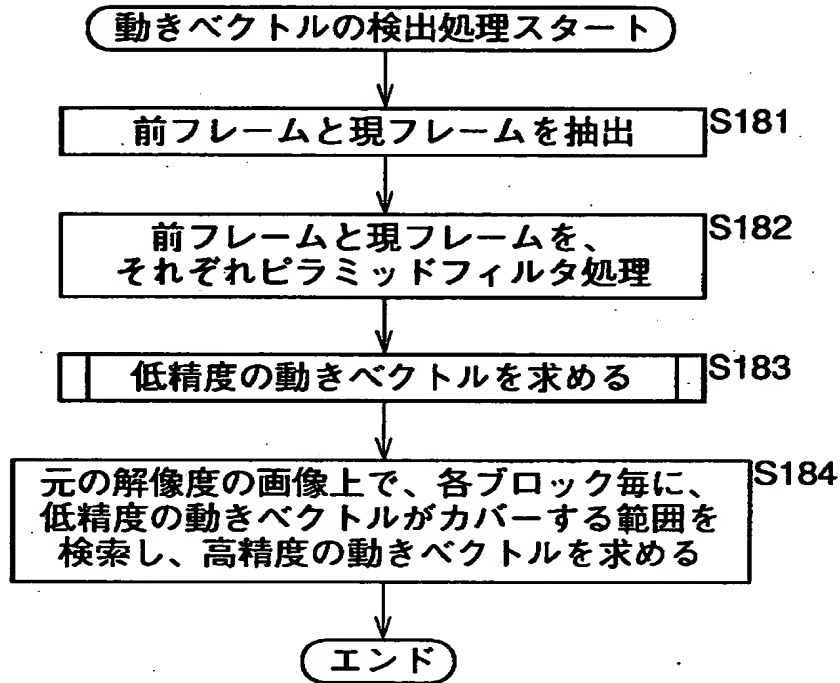 動きベクトルの検出処理スタート
前フレームと現フレームを抽出
S181
前フレームと現フレームを、
それぞれピラミッドフィルタ処理
S182
低精度の動きベクトルを求める
S183
元の解像度の画像上で、各ブロック毎に、
低精度の動きベクトルがカバーする範囲を
検索し、高精度の動きベクトルを求める
S184
エンド